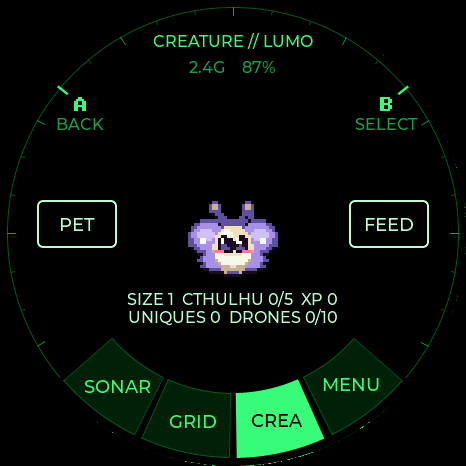 CREATURE // LUMO
2.4G 87%
A B
BACK SELECT
PET FEED
SIZE 1 CTHULHU 0/5 XP 0
UNIQUES 0 DRONES 0/10
SONAR GRID CREA MENU